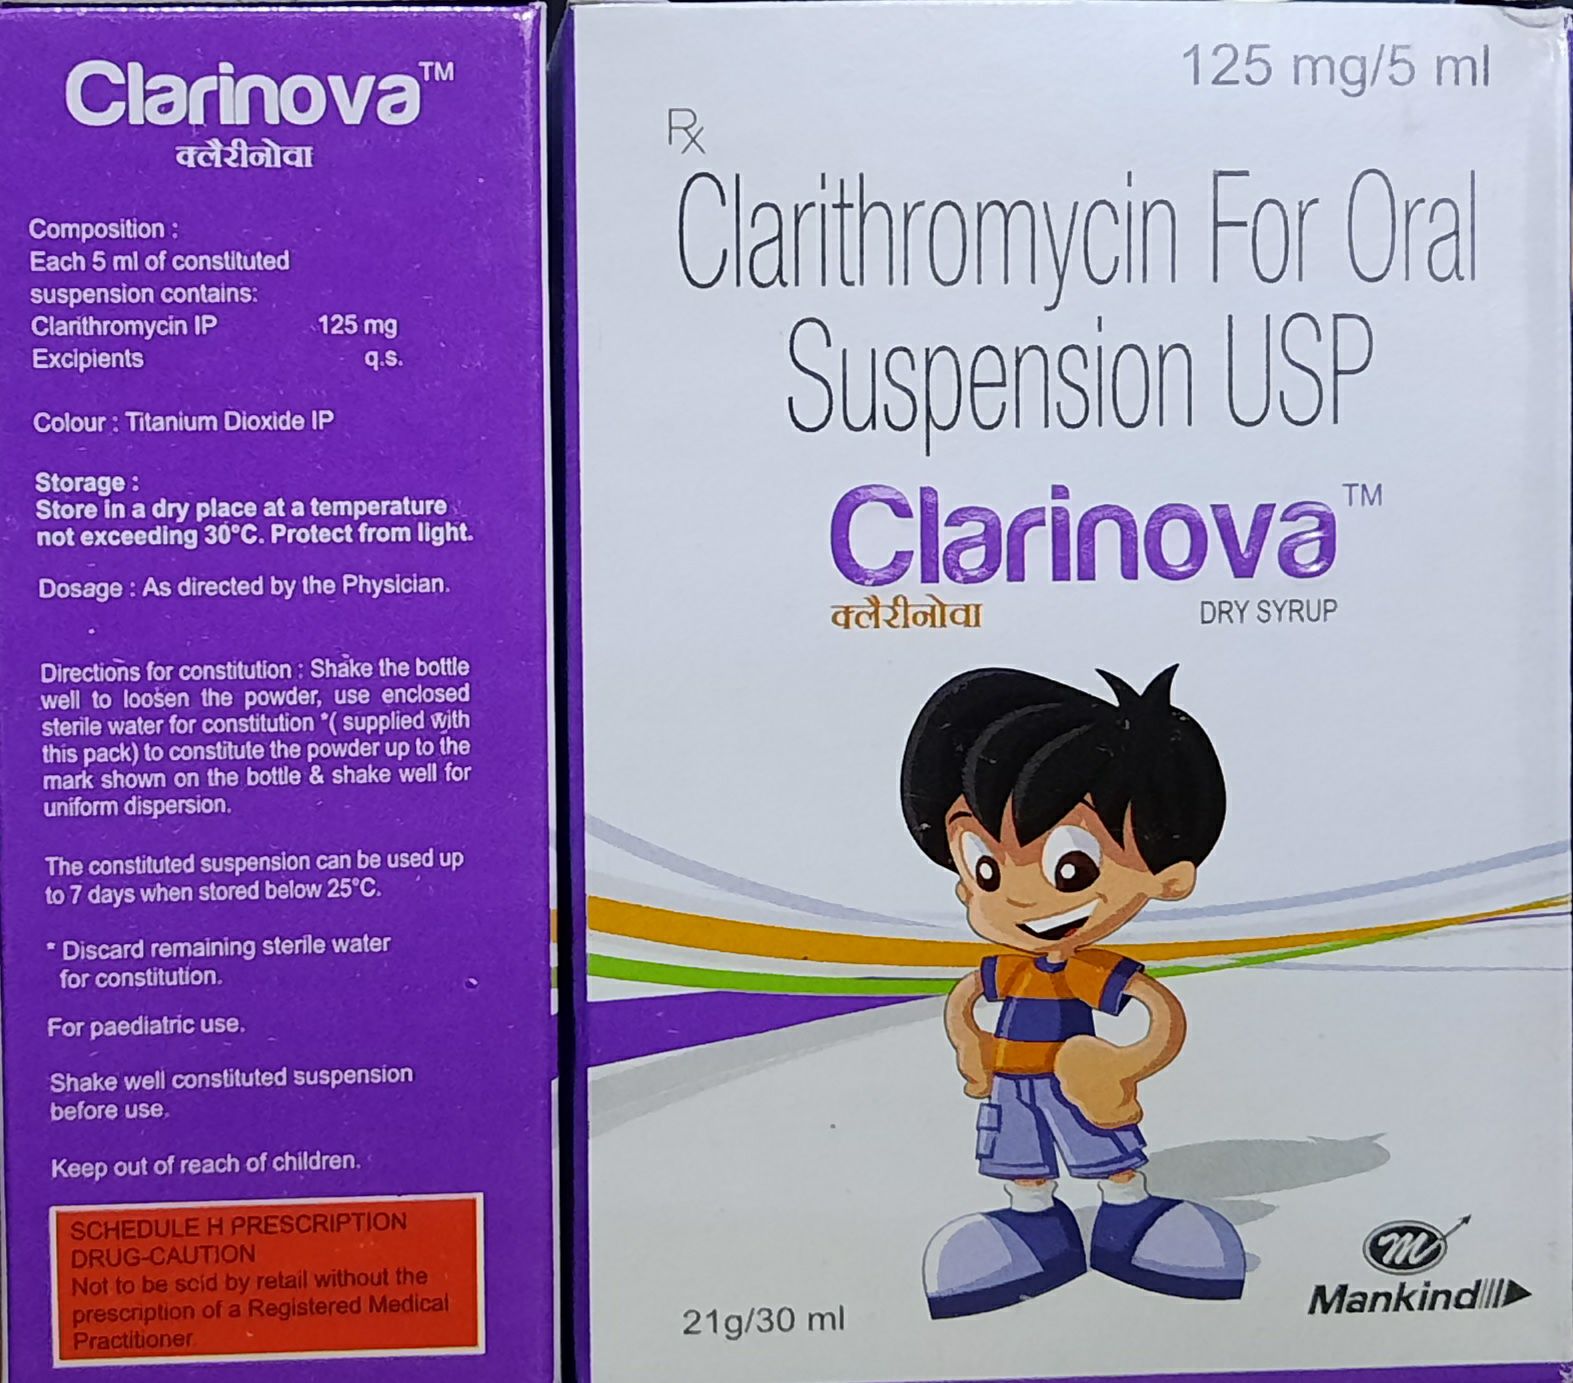 Clarinova™
क्लैरीनोवा
Composition :
Each 5 ml of constituted
suspension contains:
Clarithromycin IP 125 mg
Excipients q.s.
Colour : Titanium Dioxide IP
Storage :
Store in a dry place at a temperature
not exceeding 30°C. Protect from light.
Dosage : As directed by the Physician.
Directions for constitution : Shake the bottle
well to loosen the powder, use enclosed
sterile water for constitution *( supplied with
this pack) to constitute the powder up to the
mark shown on the bottle & shake well for
uniform dispersion.
The constituted suspension can be used up
to 7 days when stored below 25°C.
* Discard remaining sterile water
for constitution.
For paediatric use.
Shake well constituted suspension
before use.
Keep out of reach of children.
SCHEDULE H PRESCRIPTION
DRUG-CAUTION
Not to be sold by retail without the
prescription of a Registered Medical
Practitioner.
125 mg/5 ml
Rx
Clarithromycin For Oral
Suspension USP
Clarinova™
क्लैरीनोवा DRY SYRUP
21g/30 ml
m
Mankind